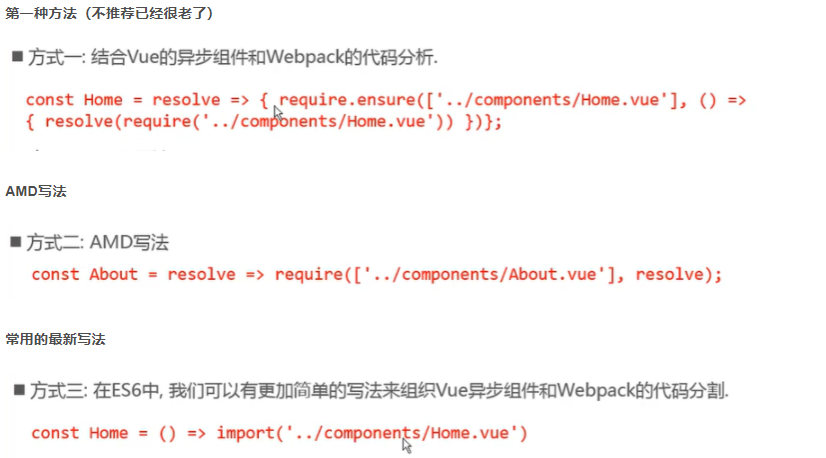 第一种方法（不推荐已经很老了）
■ 方式一: 结合Vue的异步组件和Webpack的代码分析.
const Home = resolve => { require.ensure(['../components/Home.vue'], () =>
{ resolve(require('../components/Home.vue')) })};
AMD写法
■ 方式二: AMD写法
const About = resolve => require(['../components/About.vue'], resolve);
常用的最新写法
■ 方式三: 在ES6中, 我们可以有更加简单的写法来组织Vue异步组件和Webpack的代码分割.
const Home = () => import('../components/Home.vue')